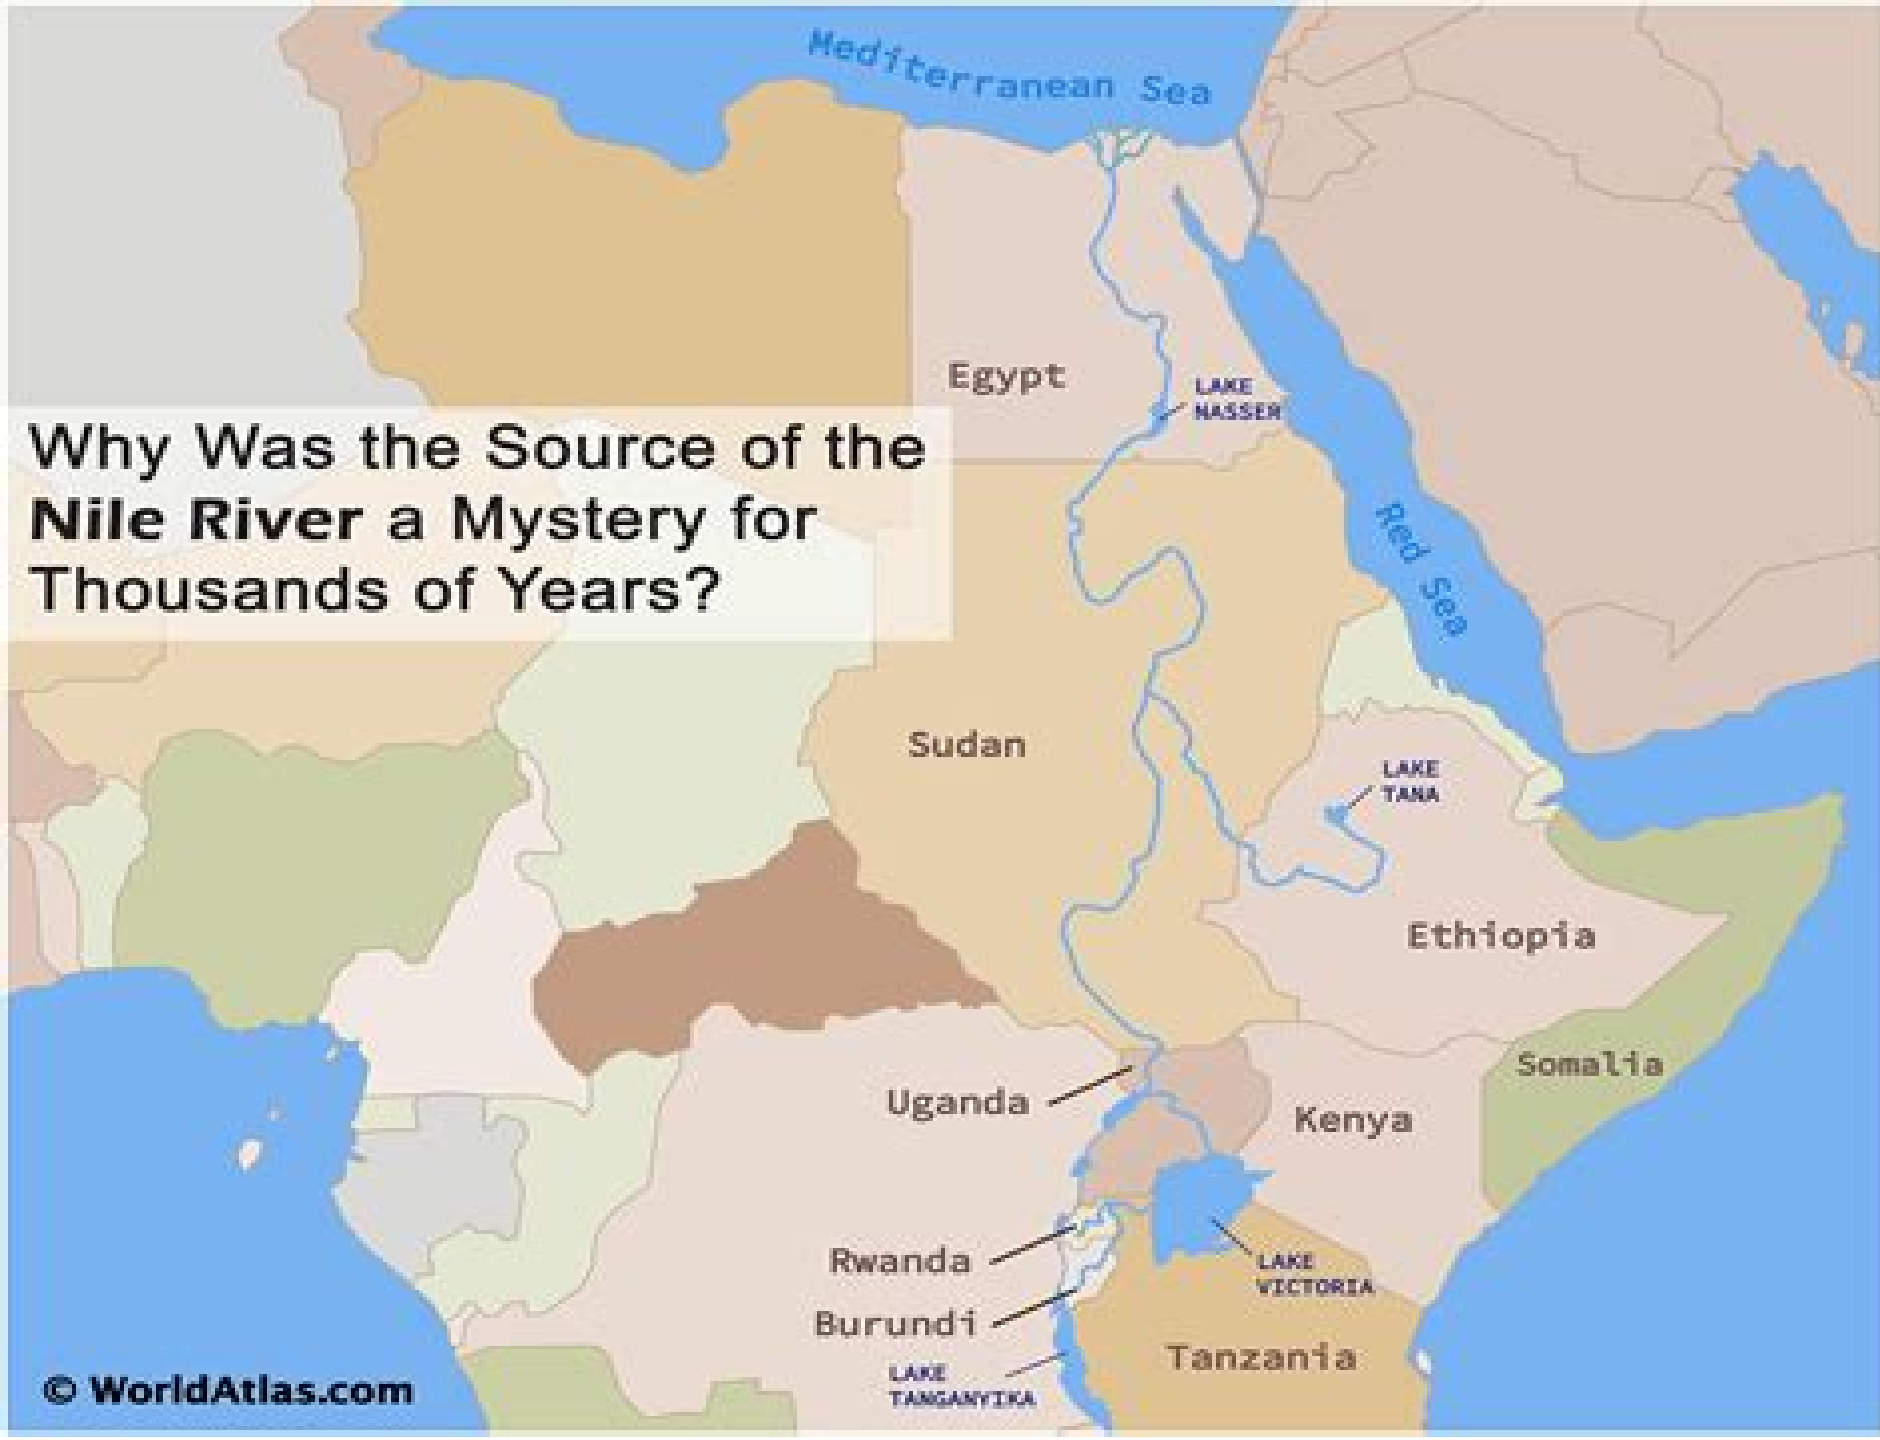 Mediterranean Sea
Egypt
LAKE
NASSER
Why Was the Source of the
Nile River a Mystery for
Thousands of Years?
Red Sea
Sudan
LAKE
TANA
Ethiopia
Somalia
Uganda
Kenya
Rwanda
LAKE
VICTORIA
Burundi
Tanzania
LAKE
TANGANYIKA
© WorldAtlas.com